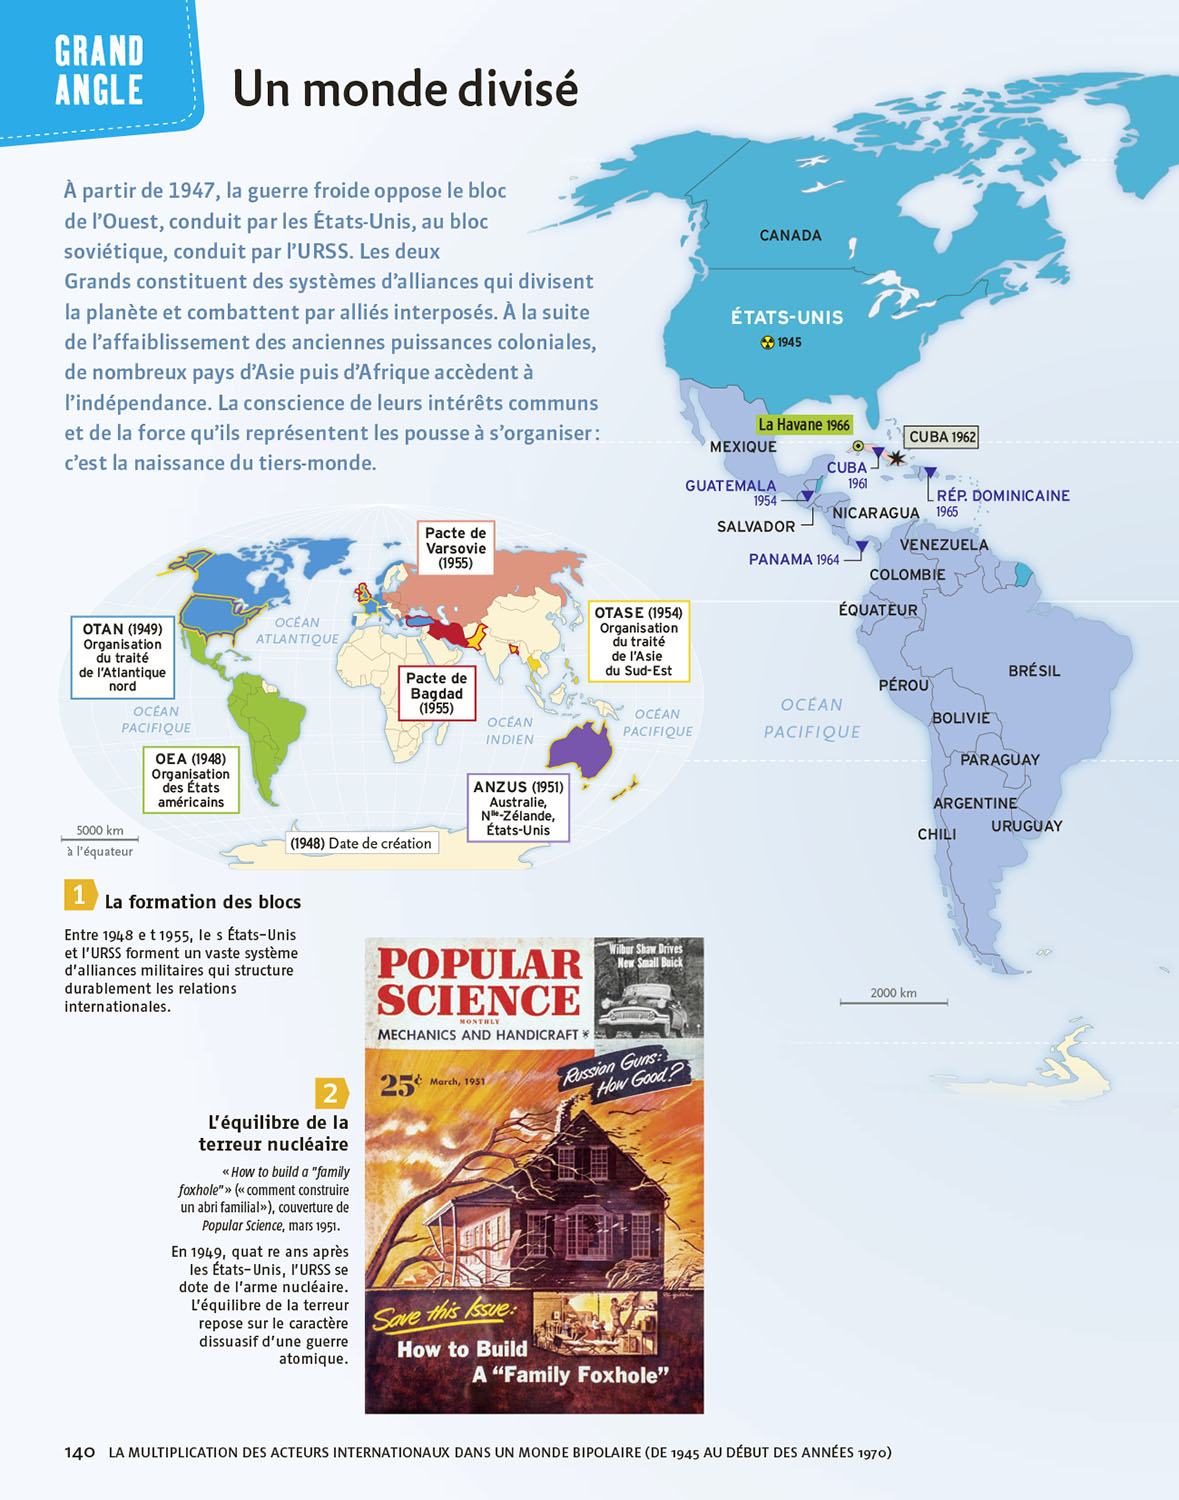 GRAND
ANGLE
Un monde divisé
À partir de 1947, la guerre froide oppose le bloc
de l’Ouest, conduit par les États-Unis, au bloc
soviétique, conduit par l’URSS. Les deux
Grands constituent des systèmes d’alliances qui divisent
la planète et combattent par alliés interposés. À la suite
de l’affaiblissement des anciennes puissances coloniales,
de nombreux pays d’Asie puis d’Afrique accèdent à
l’indépendance. La conscience de leurs intérêts communs
et de la force qu’ils représentent les pousse à s’organiser :
c’est la naissance du tiers-monde.
CANADA
ÉTATS-UNIS
1945
La Havane 1966
CUBA 1962
MEXIQUE
CUBA
1961
GUATEMALA
1954
RÉP. DOMINICAINE
1965
NICARAGUA
SALVADOR
VENEZUELA
PANAMA 1964
COLOMBIE
ÉQUATEUR
BRÉSIL
PÉROU
OCÉAN
PACIFIQUE
BOLIVIE
PARAGUAY
ARGENTINE
URUGUAY
CHILI
2000 km
Pacte de
Varsovie
(1955)
OTAN (1949)
Organisation
du traité
de l’Atlantique
nord
OCÉAN
ATLANTIQUE
OTASE (1954)
Organisation
du traité
de l’Asie
du Sud-Est
Pacte de
Bagdad
(1955)
OCÉAN
PACIFIQUE
OCÉAN
INDIEN
OCÉAN
PACIFIQUE
OEA (1948)
Organisation
des États
américains
ANZUS (1951)
Australie,
Nlle-Zélande,
États-Unis
5000 km
à l’équateur
(1948) Date de création
1 La formation des blocs
Entre 1948 e t 1955, le s États-Unis
et l’URSS forment un vaste système
d’alliances militaires qui structure
durablement les relations
internationales.
2
L’équilibre de la
terreur nucléaire
« How to build a "family
foxhole" » (« comment construire
un abri familial »), couverture de
Popular Science, mars 1951.
En 1949, quat re ans après
les États-Unis, l’URSS se
dote de l’arme nucléaire.
L’équilibre de la terreur
repose sur le caractère
dissuasif d’une guerre
atomique.
POPULAR
SCIENCE
MONTHLY
MECHANICS AND HANDICRAFT *
Wilbur Shaw Drives
New Small Buick
25¢ March, 1951
Russian Guns:
How Good?
Save this Issue:
How to Build
A “Family Foxhole”
140 LA MULTIPLICATION DES ACTEURS INTERNATIONAUX DANS UN MONDE BIPOLAIRE (DE 1945 AU DÉBUT DES ANNÉES 1970)